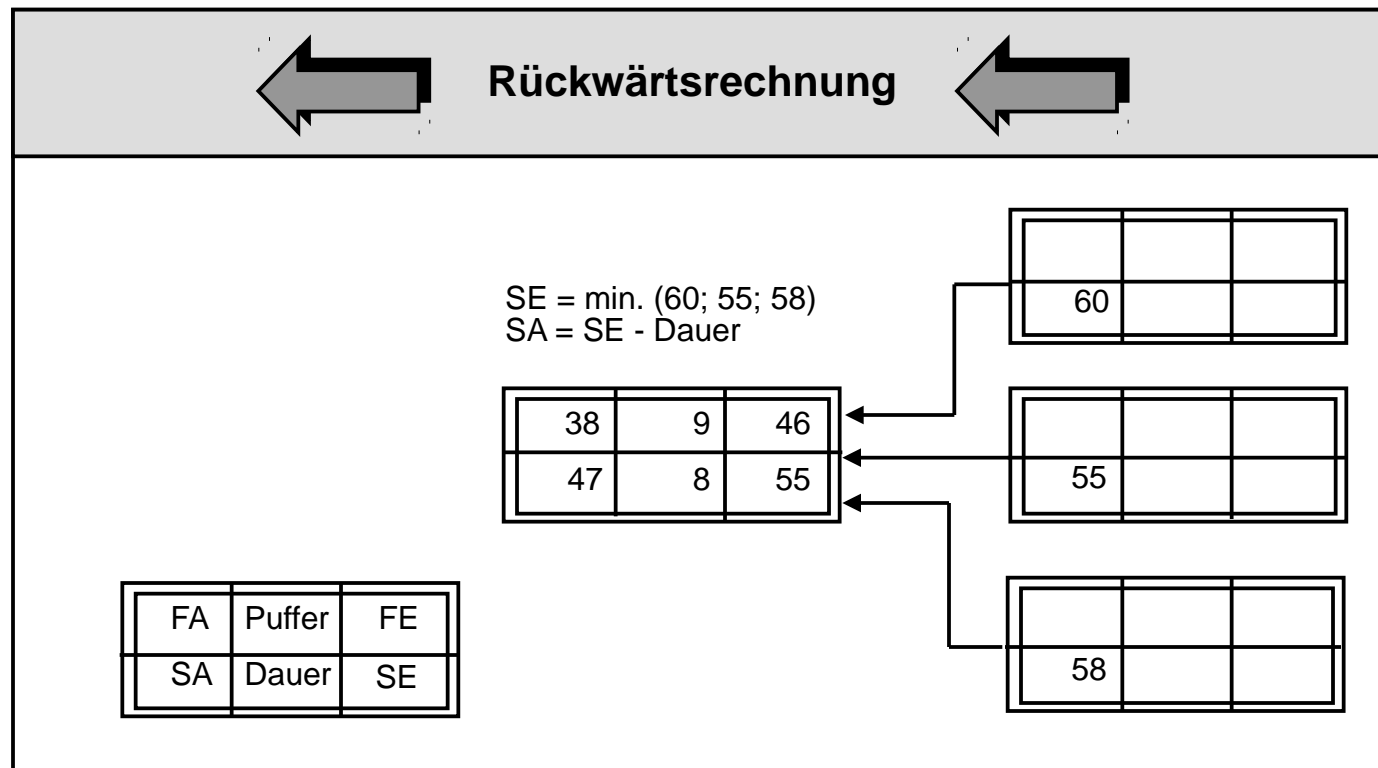 Rückwärtsrechnung
SE = min. (60; 55; 58)
SA = SE - Dauer
60
38 9 46
47 8 55
55
FA Puffer FE
SA Dauer SE
58